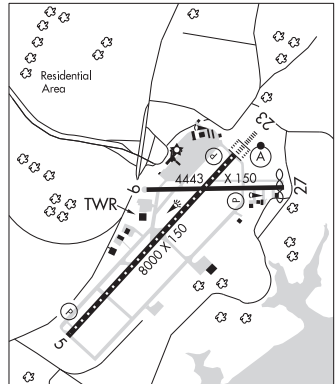 Residential
Area
23
P
A
9
4443 X 150
27
TWR
P
8000 X 150
P
5